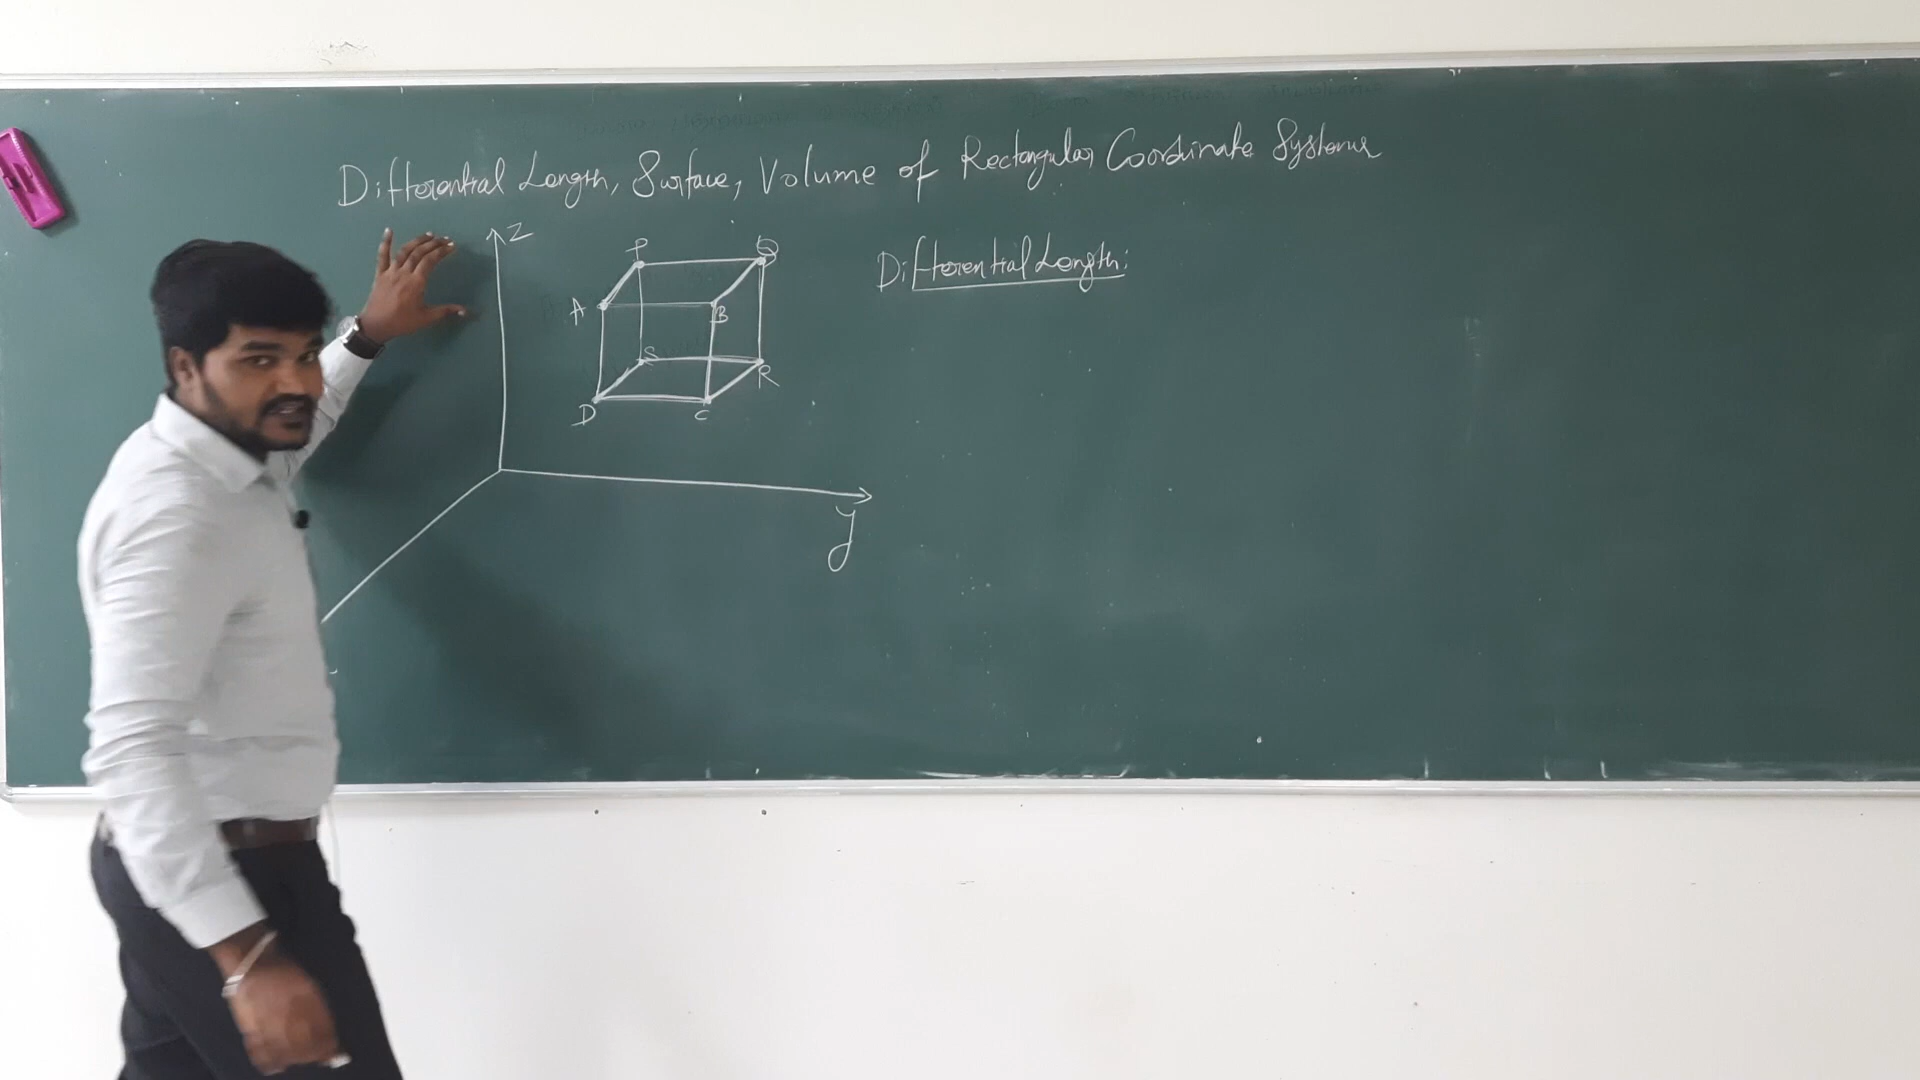 Differential Length, Surface, Volume of Rectangular Coordinate Systems
Z
P
Q
A
B
S
R
D
C
y
Differential Length: